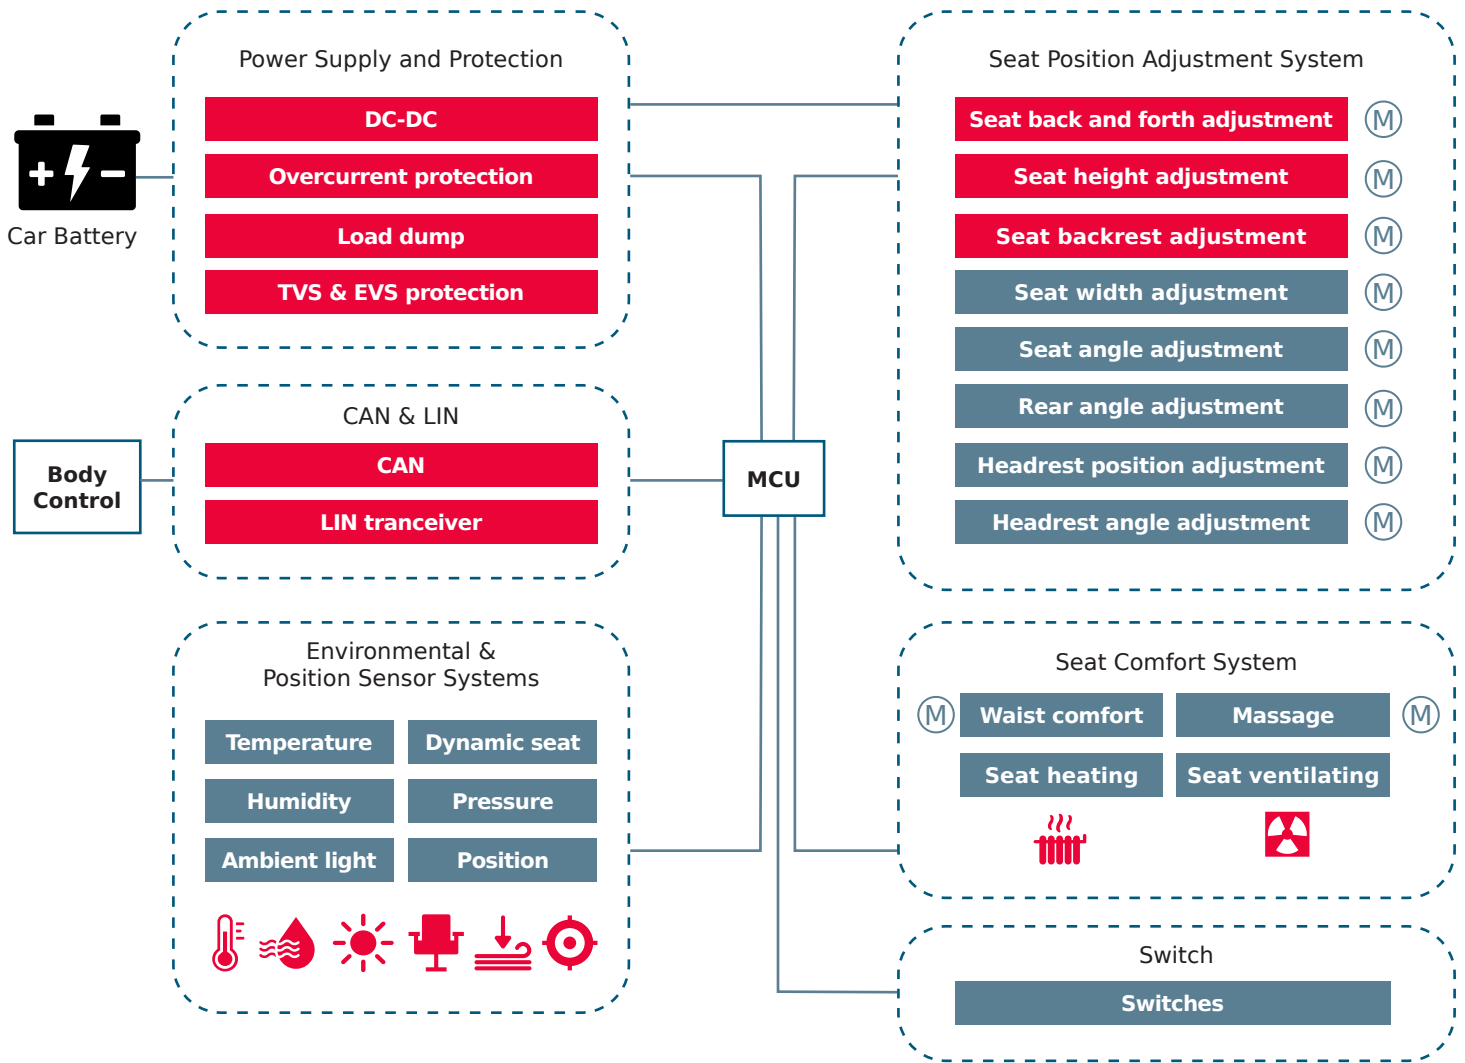 Power Supply and Protection
DC-DC
Overcurrent protection
Load dump
TVS & EVS protection
Car Battery
CAN & LIN
CAN
LIN tranceiver
Body
Control
MCU
Environmental &
Position Sensor Systems
Temperature
Dynamic seat
Humidity
Pressure
Ambient light
Position
Seat Position Adjustment System
Seat back and forth adjustment
M
Seat height adjustment
M
Seat backrest adjustment
M
Seat width adjustment
M
Seat angle adjustment
M
Rear angle adjustment
M
Headrest position adjustment
M
Headrest angle adjustment
M
Seat Comfort System
M
Waist comfort
Massage
M
Seat heating
Seat ventilating
Switch
Switches